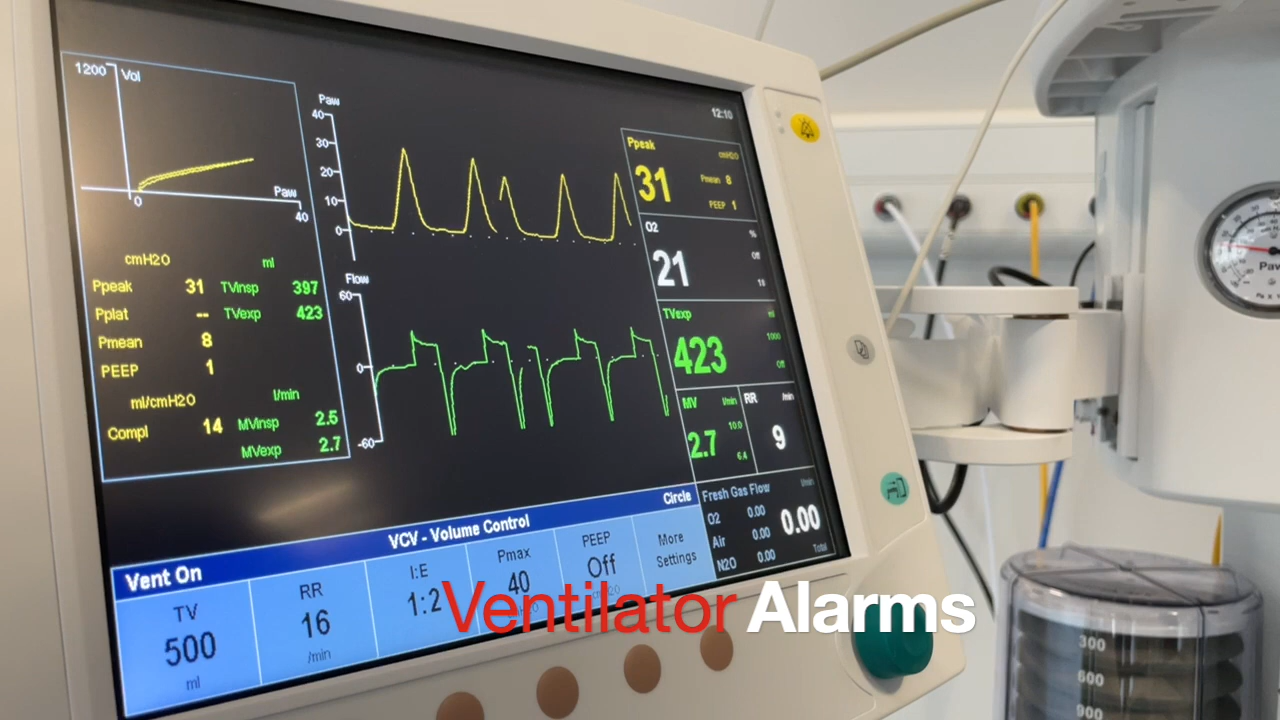 1200 Vol
Paw
0
40
cmH2O ml
Ppeak 31 TVinsp 397
Pplat -- TVexp 423
Pmean 8
PEEP 1
ml/cmH2O l/min
Compl 14 MVinsp 2.5
MVexp 2.7
Paw
40
30
20
10
0
Flow
60
0
-60
12:10
Ppeak cmH2O
31 Pmean 8
PEEP 1
O2 %
21 Off
18
TVexp ml
423 1000
Off
MV l/min RR /min
2.7 10.0 9
6.4
Fresh Gas Flow l/min
O2 0.00
Air 0.00 0.00
N2O 0.00 Total
VCV - Volume Control Circle
Vent On
TV
500
ml
RR
16
/min
I:E
1:2
Pmax
40
PEEP
Off
More
Settings
Ventilator Alarms
Paw
300
600
900